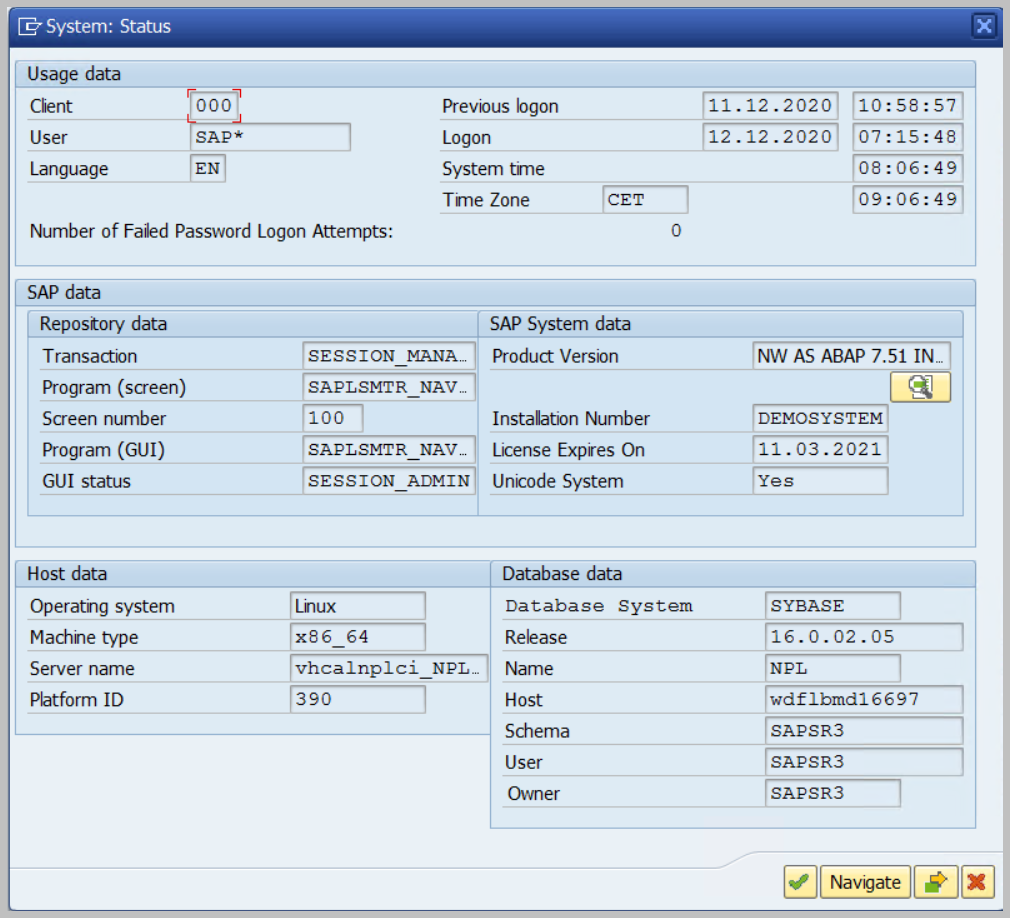 System: Status
Usage data
Client 000 Previous logon 11.12.2020 10:58:57
User SAP* Logon 12.12.2020 07:15:48
Language EN System time 08:06:49
Time Zone CET 09:06:49
Number of Failed Password Logon Attempts: 0
SAP data
Repository data
Transaction SESSION_MANA…
Program (screen) SAPLSMTR_NAV…
Screen number 100
Program (GUI) SAPLSMTR_NAV…
GUI status SESSION_ADMIN
SAP System data
Product Version NW AS ABAP 7.51 IN…
Installation Number DEMOSYSTEM
License Expires On 11.03.2021
Unicode System Yes
Host data
Operating system Linux
Machine type x86_64
Server name vhcalnplci_NPL…
Platform ID 390
Database data
Database System SYBASE
Release 16.0.02.05
Name NPL
Host wdflbmd16697
Schema SAPSR3
User SAPSR3
Owner SAPSR3
Navigate